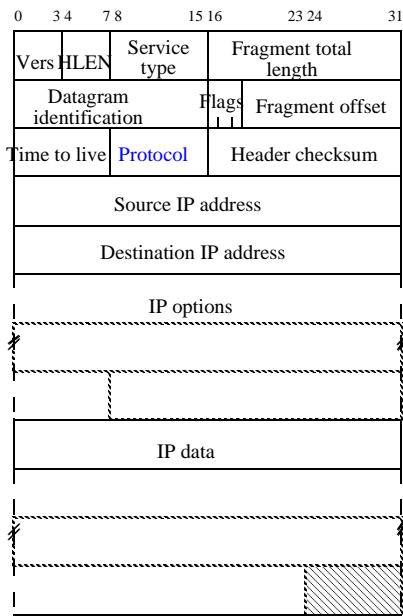 0 3 4 7 8 15 16 23 24 31
Vers HLEN Service type Fragment total length
Datagram identification Flags Fragment offset
Time to live Protocol Header checksum
Source IP address
Destination IP address
IP options
IP data